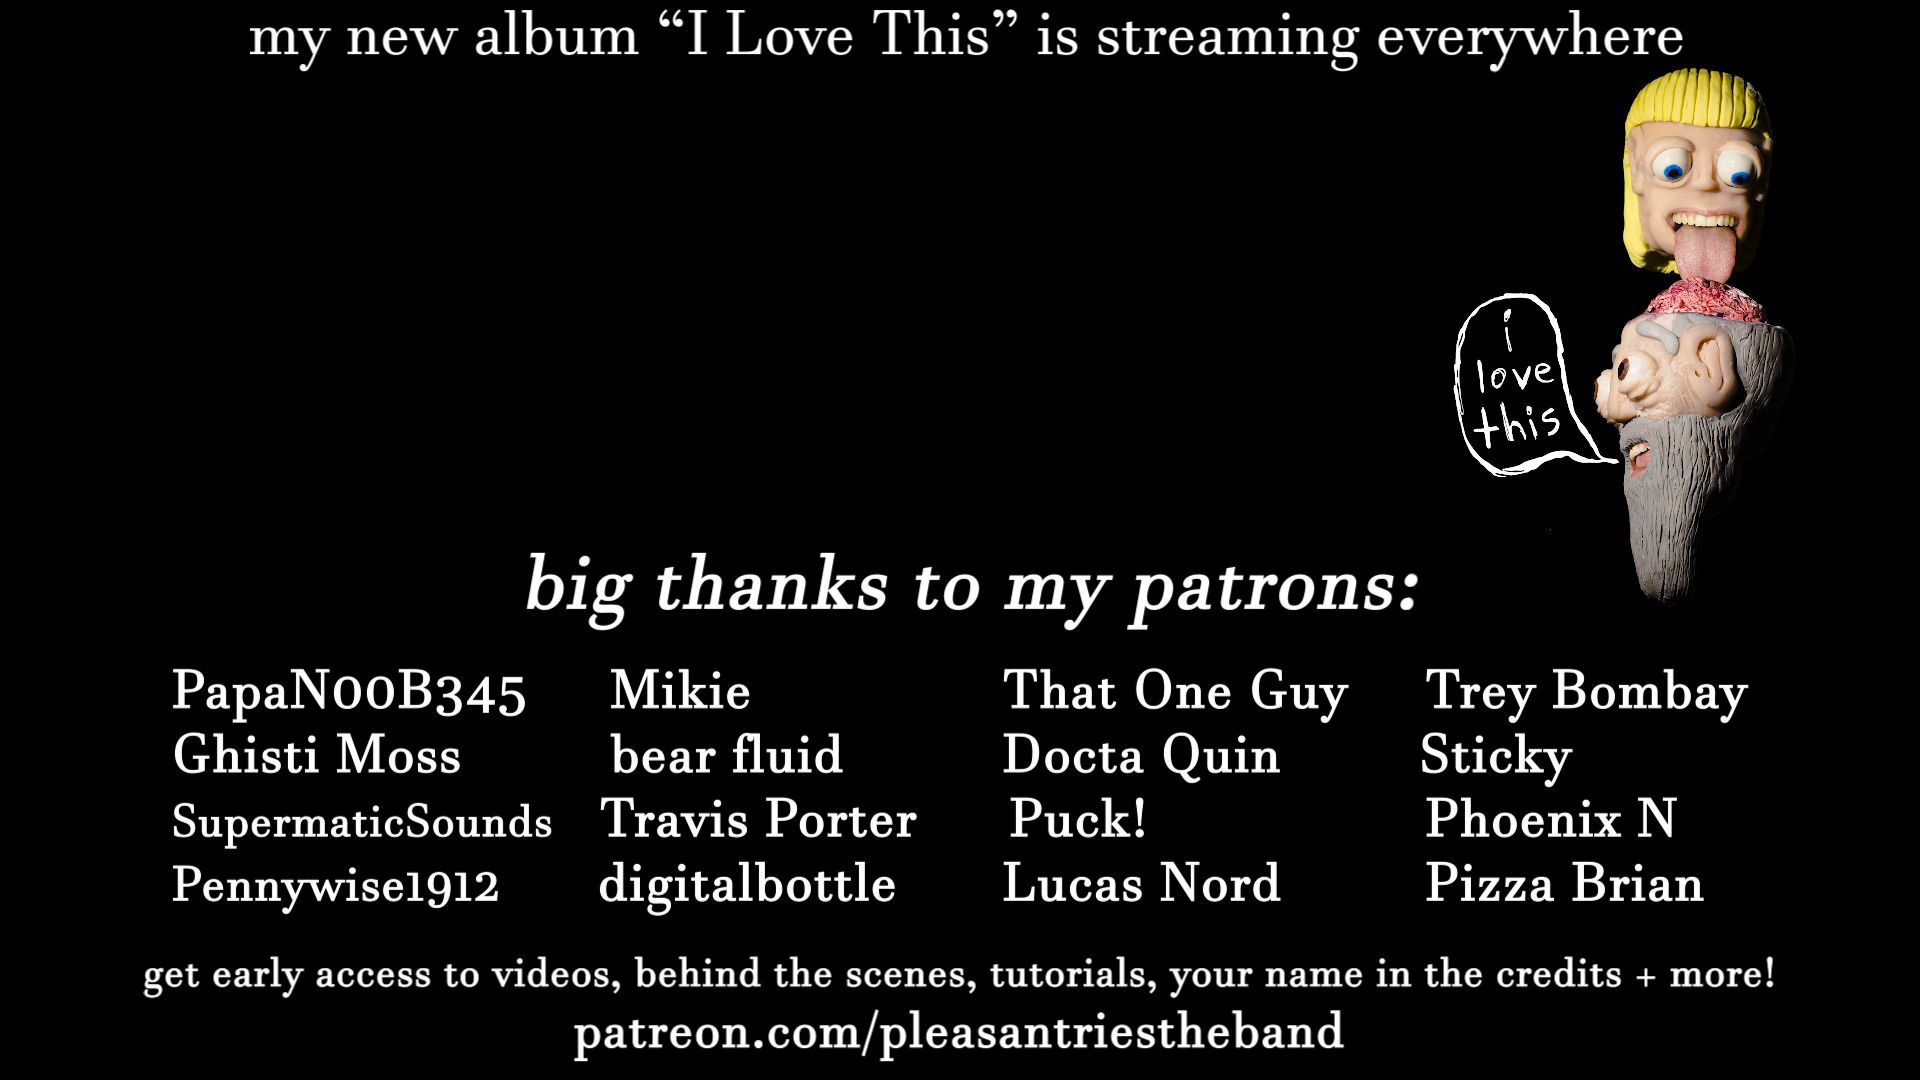 my new album “I Love This” is streaming everywhere
i
love
this
big thanks to my patrons:
PapaN00B345 Mikie That One Guy Trey Bombay
Ghisti Moss bear fluid Docta Quin Sticky
SupermaticSounds Travis Porter Puck! Phoenix N
Pennywise1912 digitalbottle Lucas Nord Pizza Brian
get early access to videos, behind the scenes, tutorials, your name in the credits + more!
patreon.com/pleasantriestheband